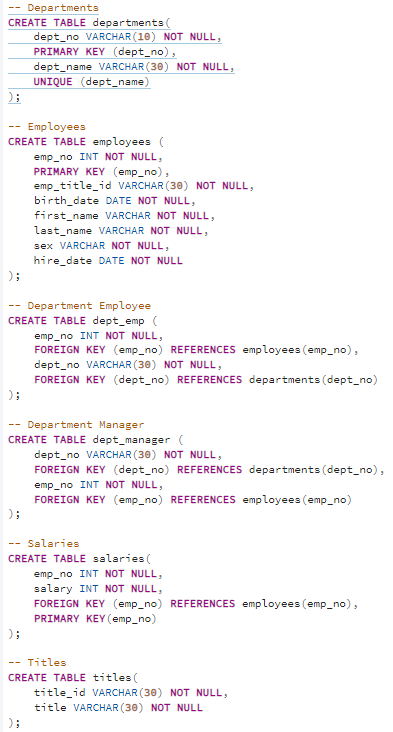 -- Departments
CREATE TABLE departments(
    dept_no VARCHAR(10) NOT NULL,
    PRIMARY KEY (dept_no),
    dept_name VARCHAR(30) NOT NULL,
    UNIQUE (dept_name)
);

-- Employees
CREATE TABLE employees (
    emp_no INT NOT NULL,
    PRIMARY KEY (emp_no),
    emp_title_id VARCHAR(30) NOT NULL,
    birth_date DATE NOT NULL,
    first_name VARCHAR NOT NULL,
    last_name VARCHAR NOT NULL,
    sex VARCHAR NOT NULL,
    hire_date DATE NOT NULL
);

-- Department Employee
CREATE TABLE dept_emp (
    emp_no INT NOT NULL,
    FOREIGN KEY (emp_no) REFERENCES employees(emp_no),
    dept_no VARCHAR(30) NOT NULL,
    FOREIGN KEY (dept_no) REFERENCES departments(dept_no)
);

-- Department Manager
CREATE TABLE dept_manager (
    dept_no VARCHAR(30) NOT NULL,
    FOREIGN KEY (dept_no) REFERENCES departments(dept_no),
    emp_no INT NOT NULL,
    FOREIGN KEY (emp_no) REFERENCES employees(emp_no)
);

-- Salaries
CREATE TABLE salaries(
    emp_no INT NOT NULL,
    salary INT NOT NULL,
    FOREIGN KEY (emp_no) REFERENCES employees(emp_no),
    PRIMARY KEY(emp_no)
);

-- Titles
CREATE TABLE titles(
    title_id VARCHAR(30) NOT NULL,
    title VARCHAR(30) NOT NULL
);